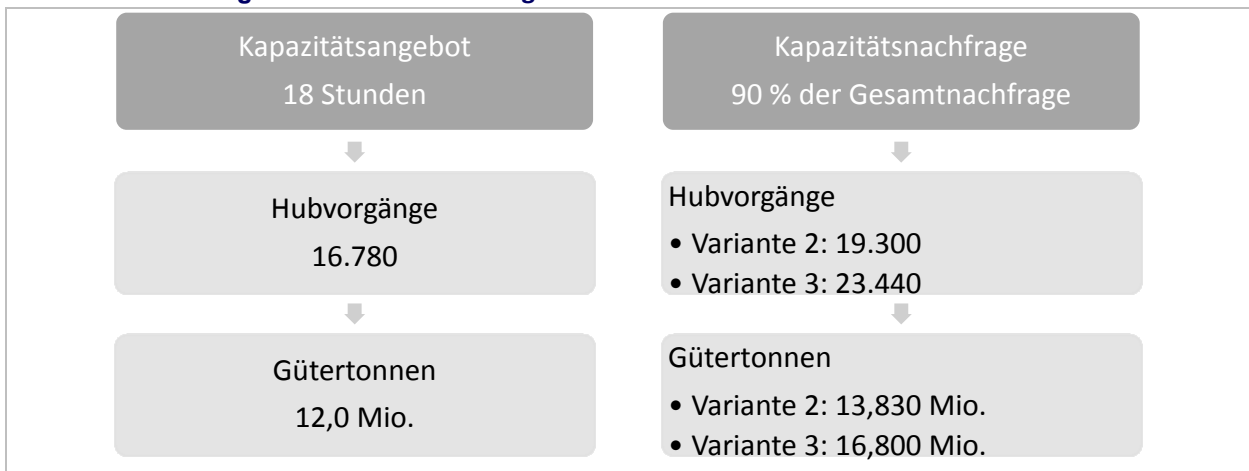 Kapazitätsangebot
18 Stunden
Hubvorgänge
16.780
Gütertonnen
12,0 Mio.
Kapazitätsnachfrage
90 % der Gesamtnachfrage
Hubvorgänge
• Variante 2: 19.300
• Variante 3: 23.440
Gütertonnen
• Variante 2: 13,830 Mio.
• Variante 3: 16,800 Mio.